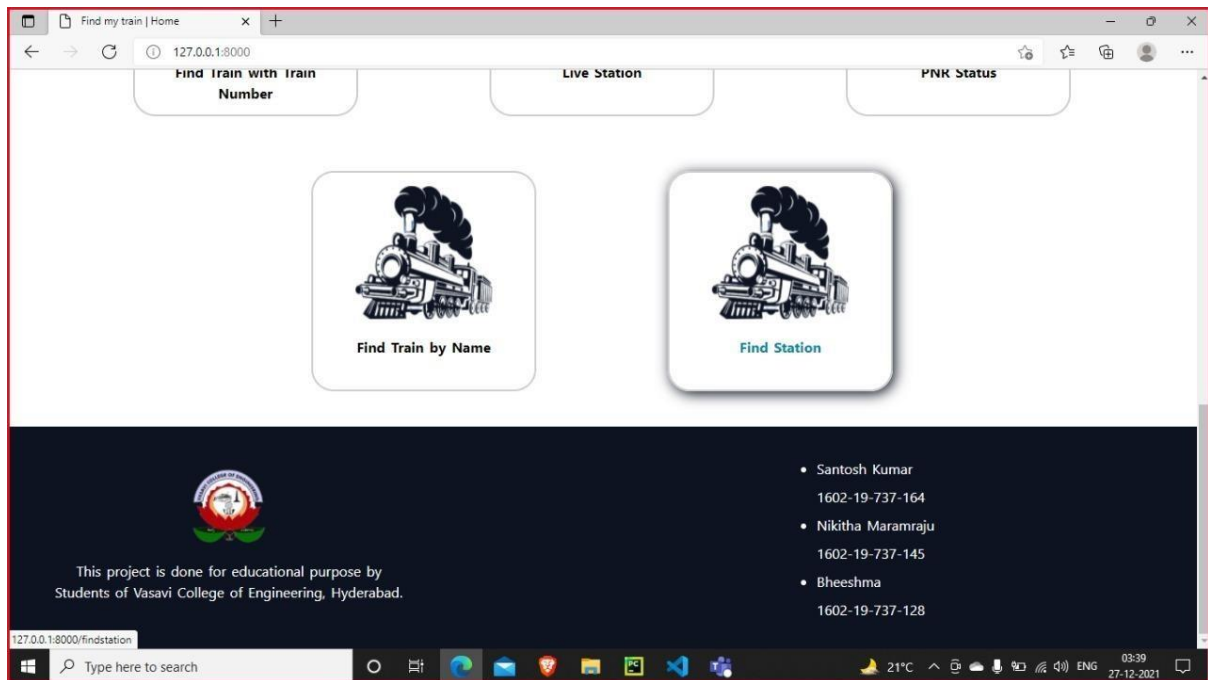 Find my train | Home
127.0.0.1:8000
Find Train with Train
Number
Live Station
PNR Status
Find Train by Name
Find Station
This project is done for educational purpose by
Students of Vasavi College of Engineering, Hyderabad.
• Santosh Kumar
1602-19-737-164
• Nikitha Maramraju
1602-19-737-145
• Bheeshma
1602-19-737-128
127.0.0.1:8000/findstation
Type here to search
21°C
ENG
03:39
27-12-2021